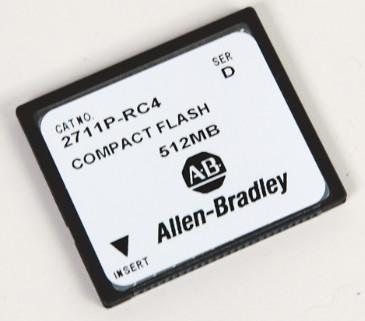 CAT.NO.
SER
2711P-RC4
D
COMPACT FLASH
512MB
AB
Allen-Bradley
INSERT